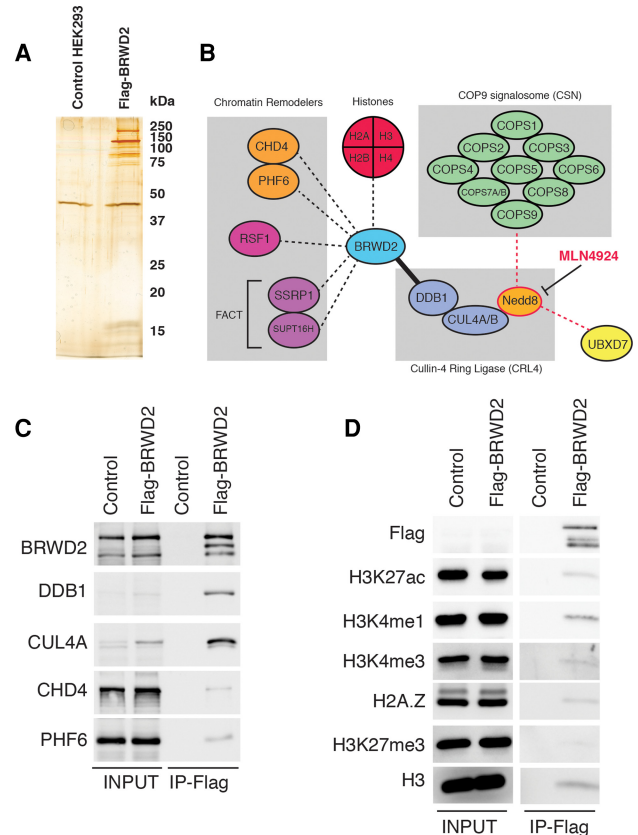 A
Control HEK293
Flag-BRWD2
kDa
250
150
100
75
50
37
25
20
15
B
Chromatin Remodelers
Histones
COP9 signalosome (CSN)
CHD4
PHF6
RSF1
SSRP1
SUPT16H
FACT
H2A
H3
H2B
H4
BRWD2
COPS1
COPS2
COPS3
COPS4
COPS5
COPS6
COPS7A/B
COPS8
COPS9
MLN4924
DDB1
CUL4A/B
Nedd8
UBXD7
Cullin-4 Ring Ligase (CRL4)
C
Control
Flag-BRWD2
Control
Flag-BRWD2
BRWD2
DDB1
CUL4A
CHD4
PHF6
INPUT
IP-Flag
D
Control
Flag-BRWD2
Control
Flag-BRWD2
Flag
H3K27ac
H3K4me1
H3K4me3
H2A.Z
H3K27me3
H3
INPUT
IP-Flag